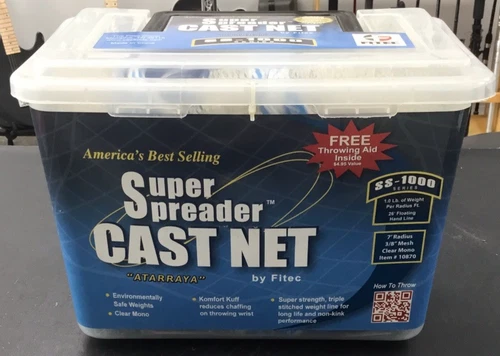 Super
Spreader
CAST NET
America's Best Selling
FREE
Throwing Aid
Inside
$4.95 Value
Super
Spreader™
CAST NET
"ATARRAYA"
by Fitec
SS-1000
SERIES
1.0 Lb. of Weight
Per Radius Ft.
25' Floating
Hand Line
7' Radius
3/8" Mesh
Clear Mono
Item # 10870
How To Throw
• Environmentally
Safe Weights
• Clear Mono
• Komfort Kuff
reduces chaffing
on throwing wrist
• Super strength, triple
stitched weight line for
long life and non-kink
performance